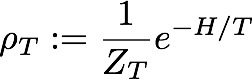 ρ_T := \frac{1}{Z_T} e^{-H/T}